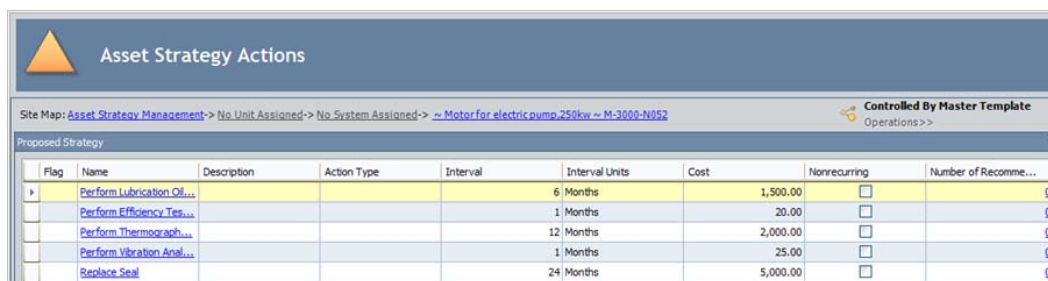 Asset Strategy Actions
Site Map: Asset Strategy Management-> No Unit Assigned-> No System Assigned-> ~ Motor for electric pump,250kw ~ M-3000-N052
Controlled By Master Template
Operations>>
Proposed Strategy
Flag Name Description Action Type Interval Interval Units Cost Nonrecurring Number of Recomme...
Perform Lubrication Oil... 6 Months 1,500.00
Perform Efficiency Tes... 1 Months 20.00
Perform Thermograph... 12 Months 2,000.00
Perform Vibration Anal... 1 Months 25.00
Replace Seal 24 Months 5,000.00